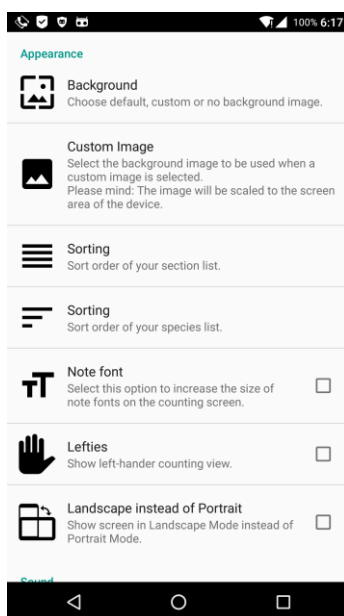 100% 6:17
Appearance
Background
Choose default, custom or no background image.
Custom Image
Select the background image to be used when a
custom image is selected.
Please mind: The image will be scaled to the screen
area of the device.
Sorting
Sort order of your section list.
Sorting
Sort order of your species list.
Note font
Select this option to increase the size of
note fonts on the counting screen.
Lefties
Show left-hander counting view.
Landscape instead of Portrait
Show screen in Landscape Mode instead of
Portrait Mode.
Sound